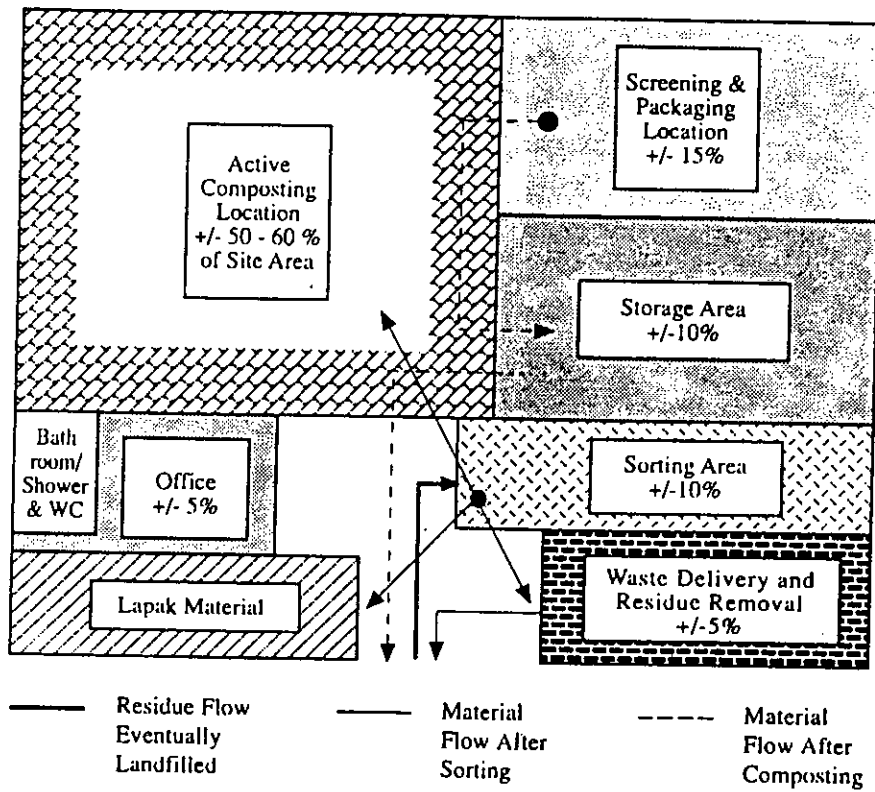 Active
Composting
Location
+/- 50 - 60 %
of Site Area
Screening &
Packaging
Location
+/- 15%
Storage Area
+/-10%
Bath
room/
Shower
& WC
Office
+/- 5%
Sorting Area
+/-10%
Lapak Material
Waste Delivery and
Residue Removal
+/-5%
Residue Flow
Eventually
Landfilled
Material
Flow After
Sorting
Material
Flow After
Composting